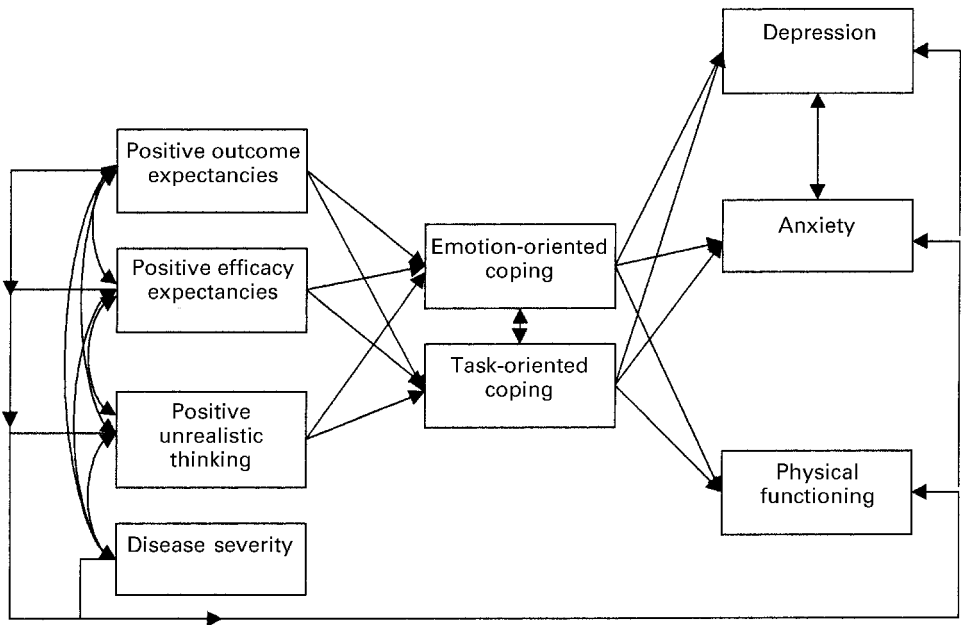 Depression
Positive outcome
expectancies
Anxiety
Emotion-oriented
coping
Positive efficacy
expectancies
Task-oriented
coping
Positive
unrealistic
thinking
Physical
functioning
Disease severity